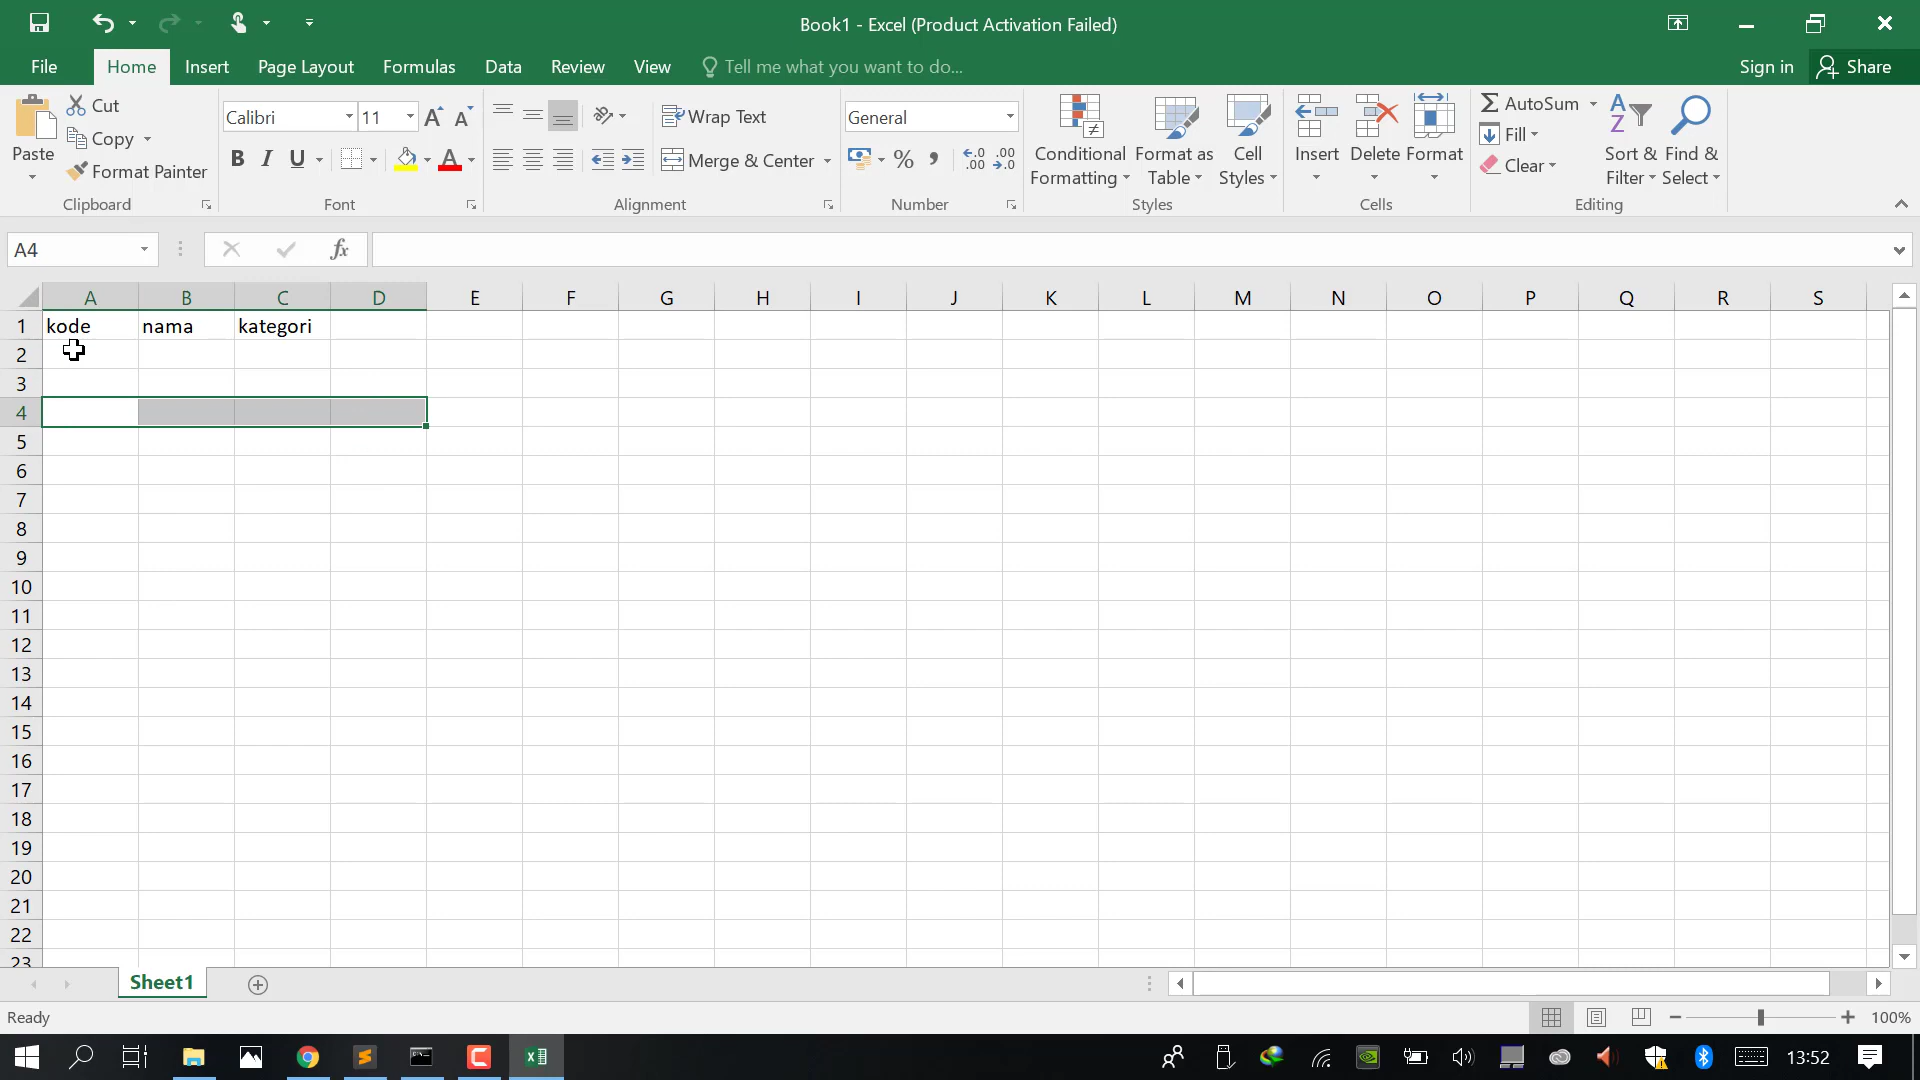 Book1 - Excel (Product Activation Failed)
File Home Insert Page Layout Formulas Data Review View Tell me what you want to do... Sign in Share
Paste Cut
Copy
Format Painter
Clipboard
Calibri 11
B I U A
Font
Wrap Text
Merge & Center
Alignment
General
% ,
Number
Conditional Formatting
Format as Table
Cell Styles
Styles
Insert Delete Format
Cells
AutoSum
Fill
Clear
Sort & Filter
Find & Select
Editing
A4 fx
A B C D E F G H I J K L M N O P Q R S
1 kode nama kategori
2
3
4
5
6
7
8
9
10
11
12
13
14
15
16
17
18
19
20
21
22
23
Sheet1
Ready 100%
13:52